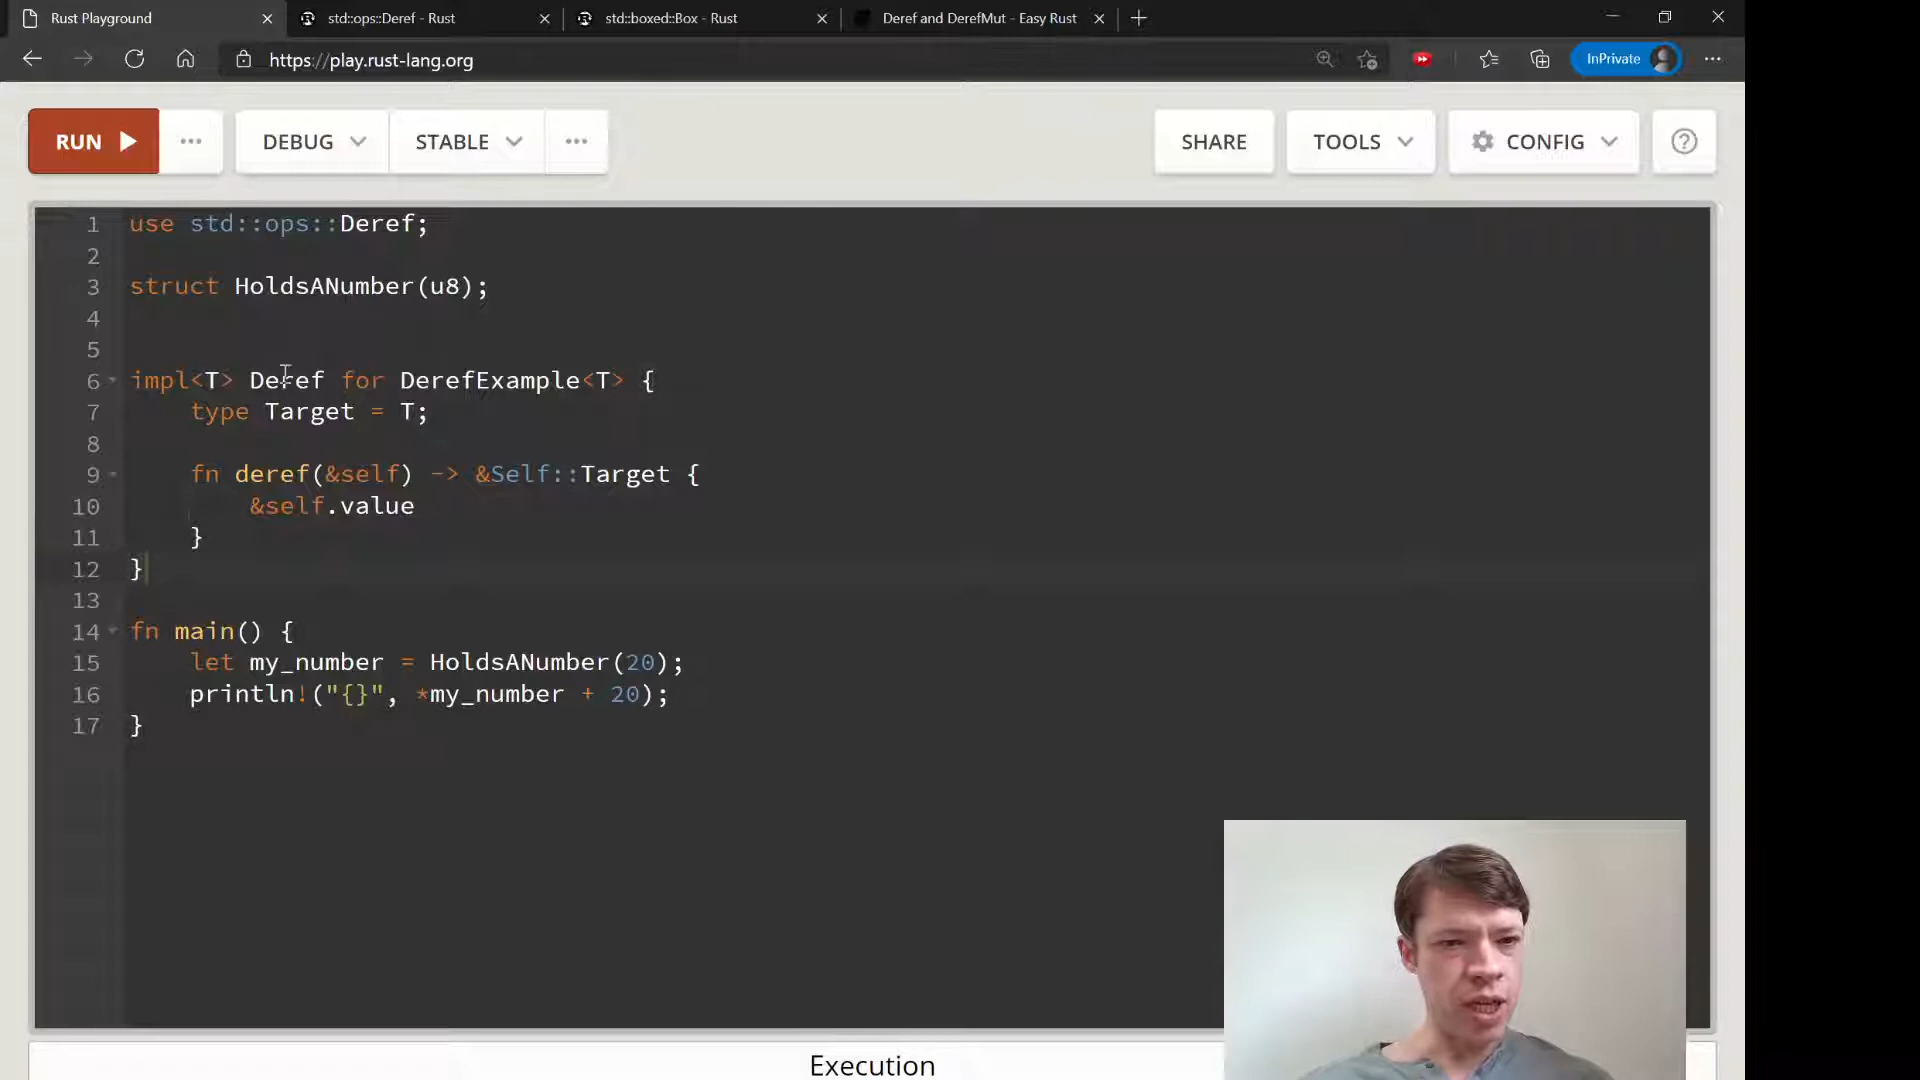 Rust Playground
std::ops::Deref - Rust
std::boxed::Box - Rust
Deref and DerefMut - Easy Rust
https://play.rust-lang.org
InPrivate
RUN
DEBUG
STABLE
SHARE
TOOLS
CONFIG
1 use std::ops::Deref;
2
3 struct HoldsANumber(u8);
4
5
6 impl<T> Deref for DerefExample<T> {
7 type Target = T;
8
9 fn deref(&self) -> &Self::Target {
10 &self.value
11 }
12 }
13
14 fn main() {
15 let my_number = HoldsANumber(20);
16 println!("{}", *my_number + 20);
17 }
Execution